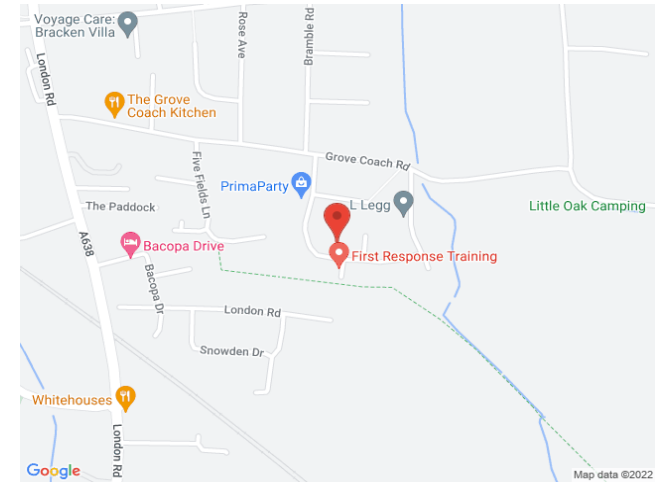 Voyage Care:
Bracken Villa
London Rd
Rose Ave
Bramble Rd
The Grove
Coach Kitchen
Grove Coach Rd
Five Fields Ln
PrimaParty
L Legg
Little Oak Camping
The Paddock
A638
Bacopa Drive
First Response Training
Bacopa Dr
London Rd
Snowden Dr
Whitehouses
London Rd
Google
Map data ©2022